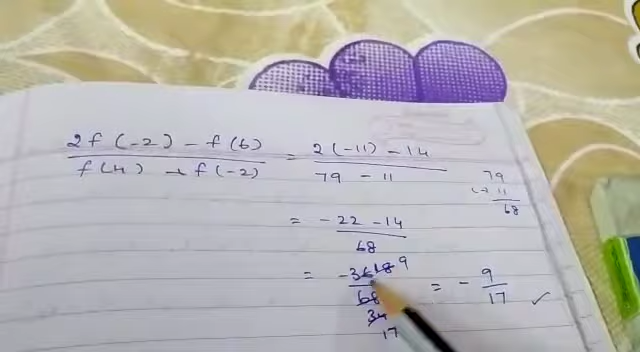 2f(-2) - f(6) / f(4) + f(-2) = 2(-11) - 14 / 79 - 11
79
(-) 11
68
= -22 - 14 / 68
= -36 18 9 / 68 34 17 = - 9/17 ✓